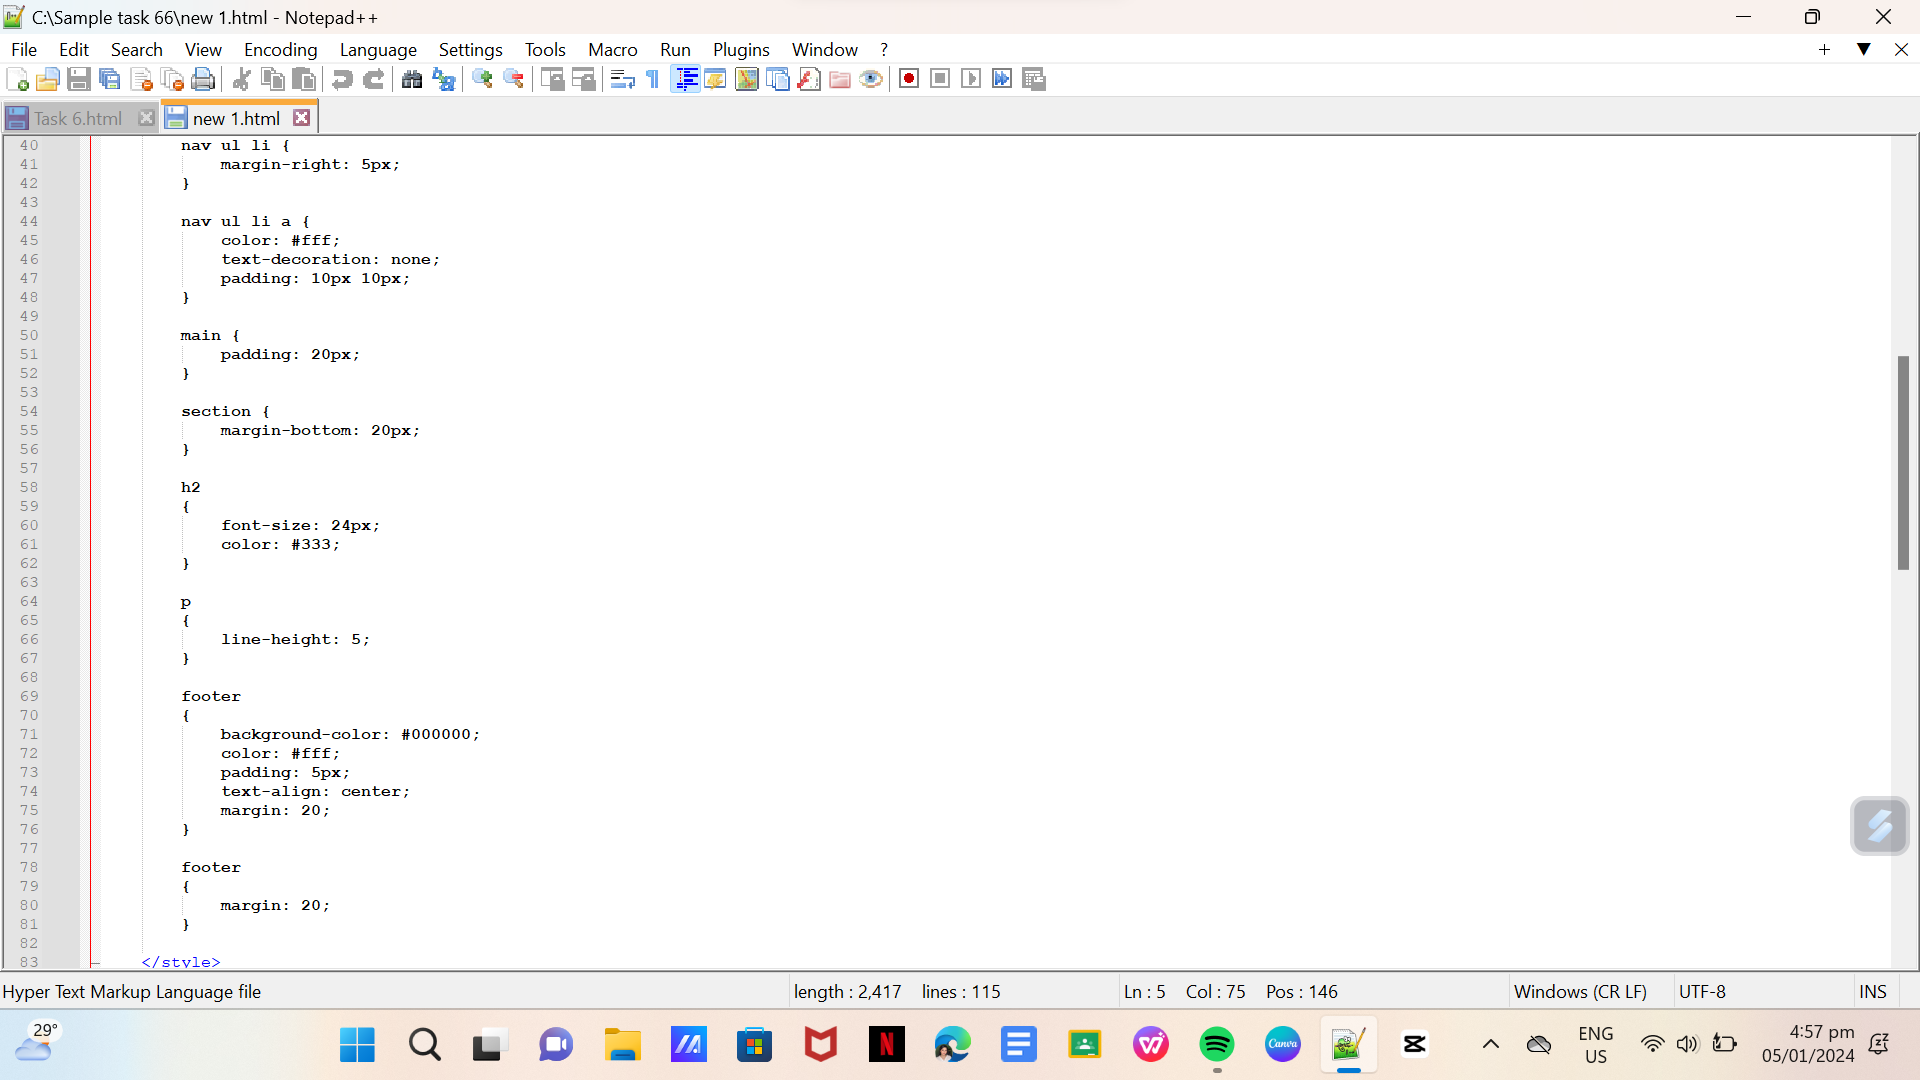 C:\Sample task 66\new 1.html - Notepad++
File Edit Search View Encoding Language Settings Tools Macro Run Plugins Window ?
Task 6.html new 1.html
40 nav ul li {
41 margin-right: 5px;
42 }
43
44 nav ul li a {
45 color: #fff;
46 text-decoration: none;
47 padding: 10px 10px;
48 }
49
50 main {
51 padding: 20px;
52 }
53
54 section {
55 margin-bottom: 20px;
56 }
57
58 h2
59 {
60 font-size: 24px;
61 color: #333;
62 }
63
64 p
65 {
66 line-height: 5;
67 }
68
69 footer
70 {
71 background-color: #000000;
72 color: #fff;
73 padding: 5px;
74 text-align: center;
75 margin: 20;
76 }
77
78 footer
79 {
80 margin: 20;
81 }
82
83 </style>
Hyper Text Markup Language file length : 2,417 lines : 115 Ln : 5 Col : 75 Pos : 146 Windows (CR LF) UTF-8 INS
29°
Canva
ENG
US
4:57 pm
05/01/2024